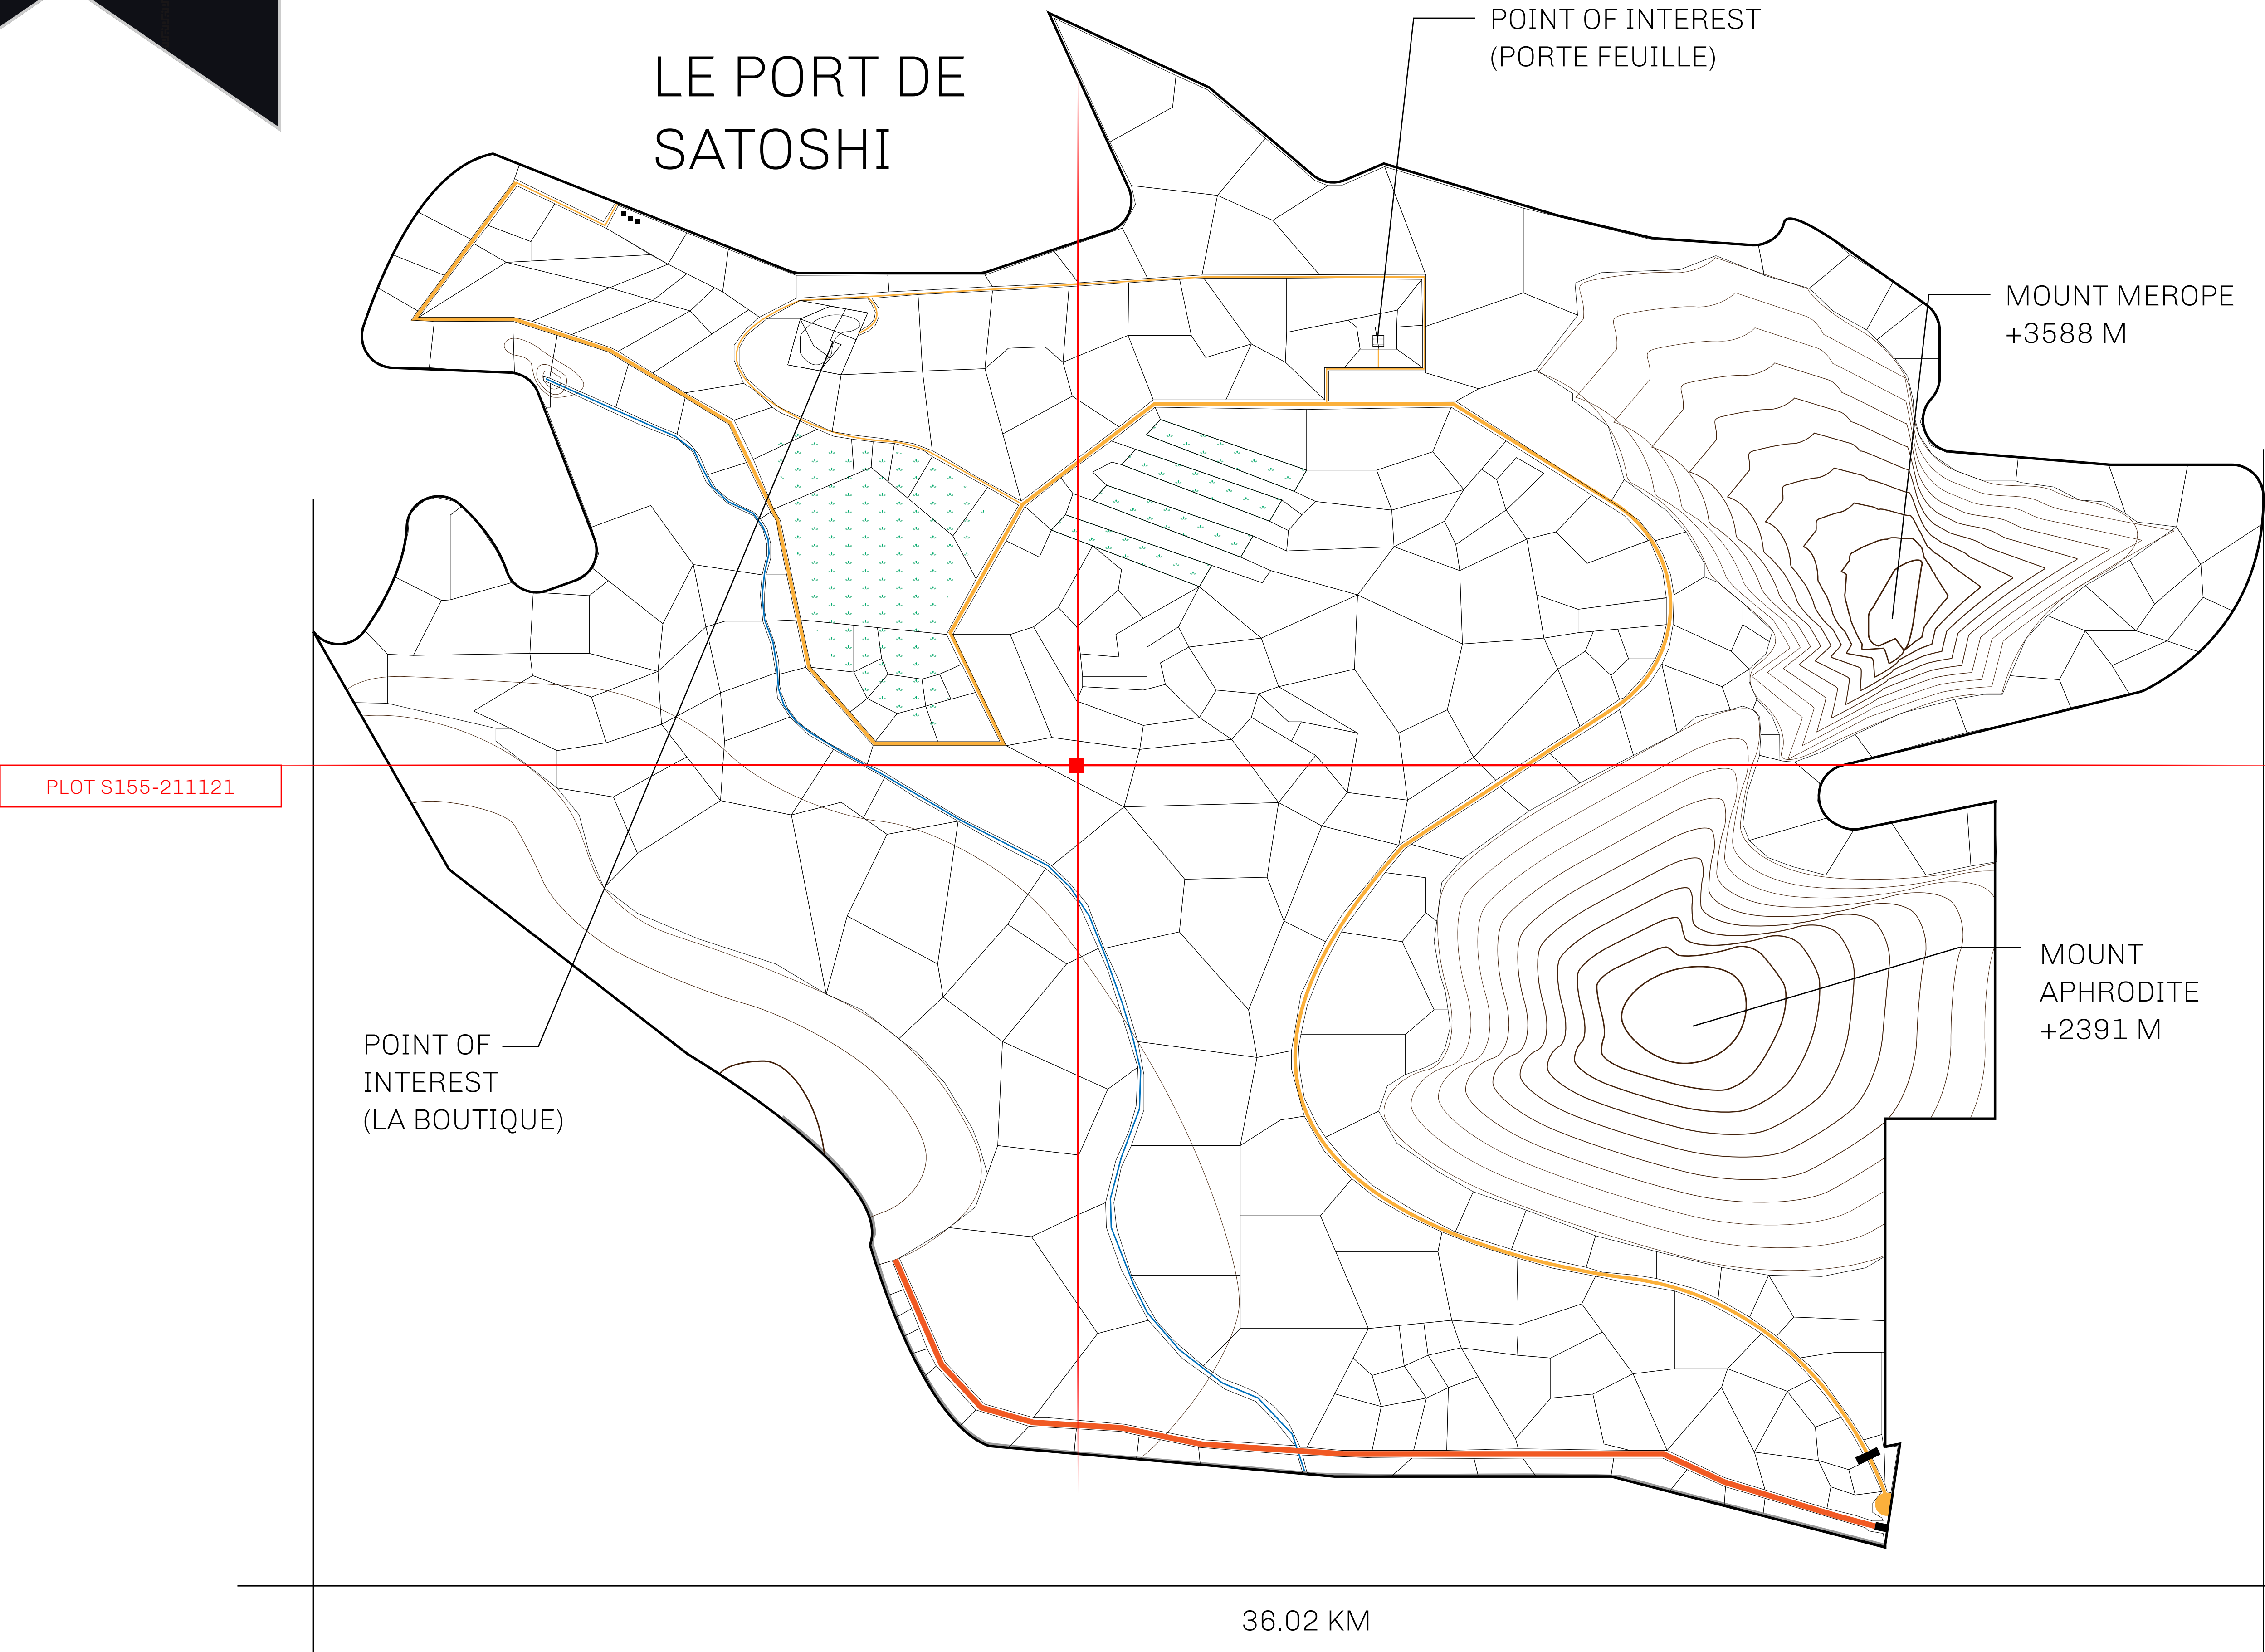 LE PORT DE
SATOSHI
POINT OF INTEREST
(PORTE FEUILLE)
MOUNT MEROPE
+3588 M
PLOT S155-211121
MOUNT
APHRODITE
+2391 M
POINT OF
INTEREST
(LA BOUTIQUE)
36.02 KM